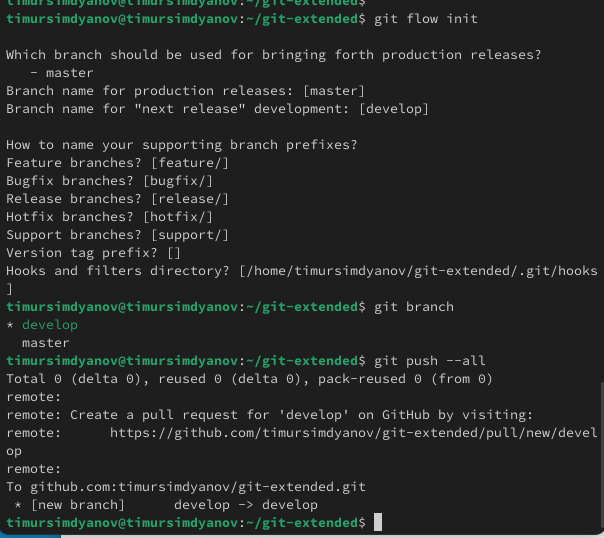 timursimdyanov@timursimdyanov:~/git-extended$
timursimdyanov@timursimdyanov:~/git-extended$ git flow init
Which branch should be used for bringing forth production releases?
   - master
Branch name for production releases: [master]
Branch name for "next release" development: [develop]
How to name your supporting branch prefixes?
Feature branches? [feature/]
Bugfix branches? [bugfix/]
Release branches? [release/]
Hotfix branches? [hotfix/]
Support branches? [support/]
Version tag prefix? []
Hooks and filters directory? [/home/timursimdyanov/git-extended/.git/hooks
]
timursimdyanov@timursimdyanov:~/git-extended$ git branch
* develop
  master
timursimdyanov@timursimdyanov:~/git-extended$ git push --all
Total 0 (delta 0), reused 0 (delta 0), pack-reused 0 (from 0)
remote:
remote: Create a pull request for 'develop' on GitHub by visiting:
remote:      https://github.com/timursimdyanov/git-extended/pull/new/devel
op
remote:
To github.com:timursimdyanov/git-extended.git
 * [new branch]      develop -> develop
timursimdyanov@timursimdyanov:~/git-extended$